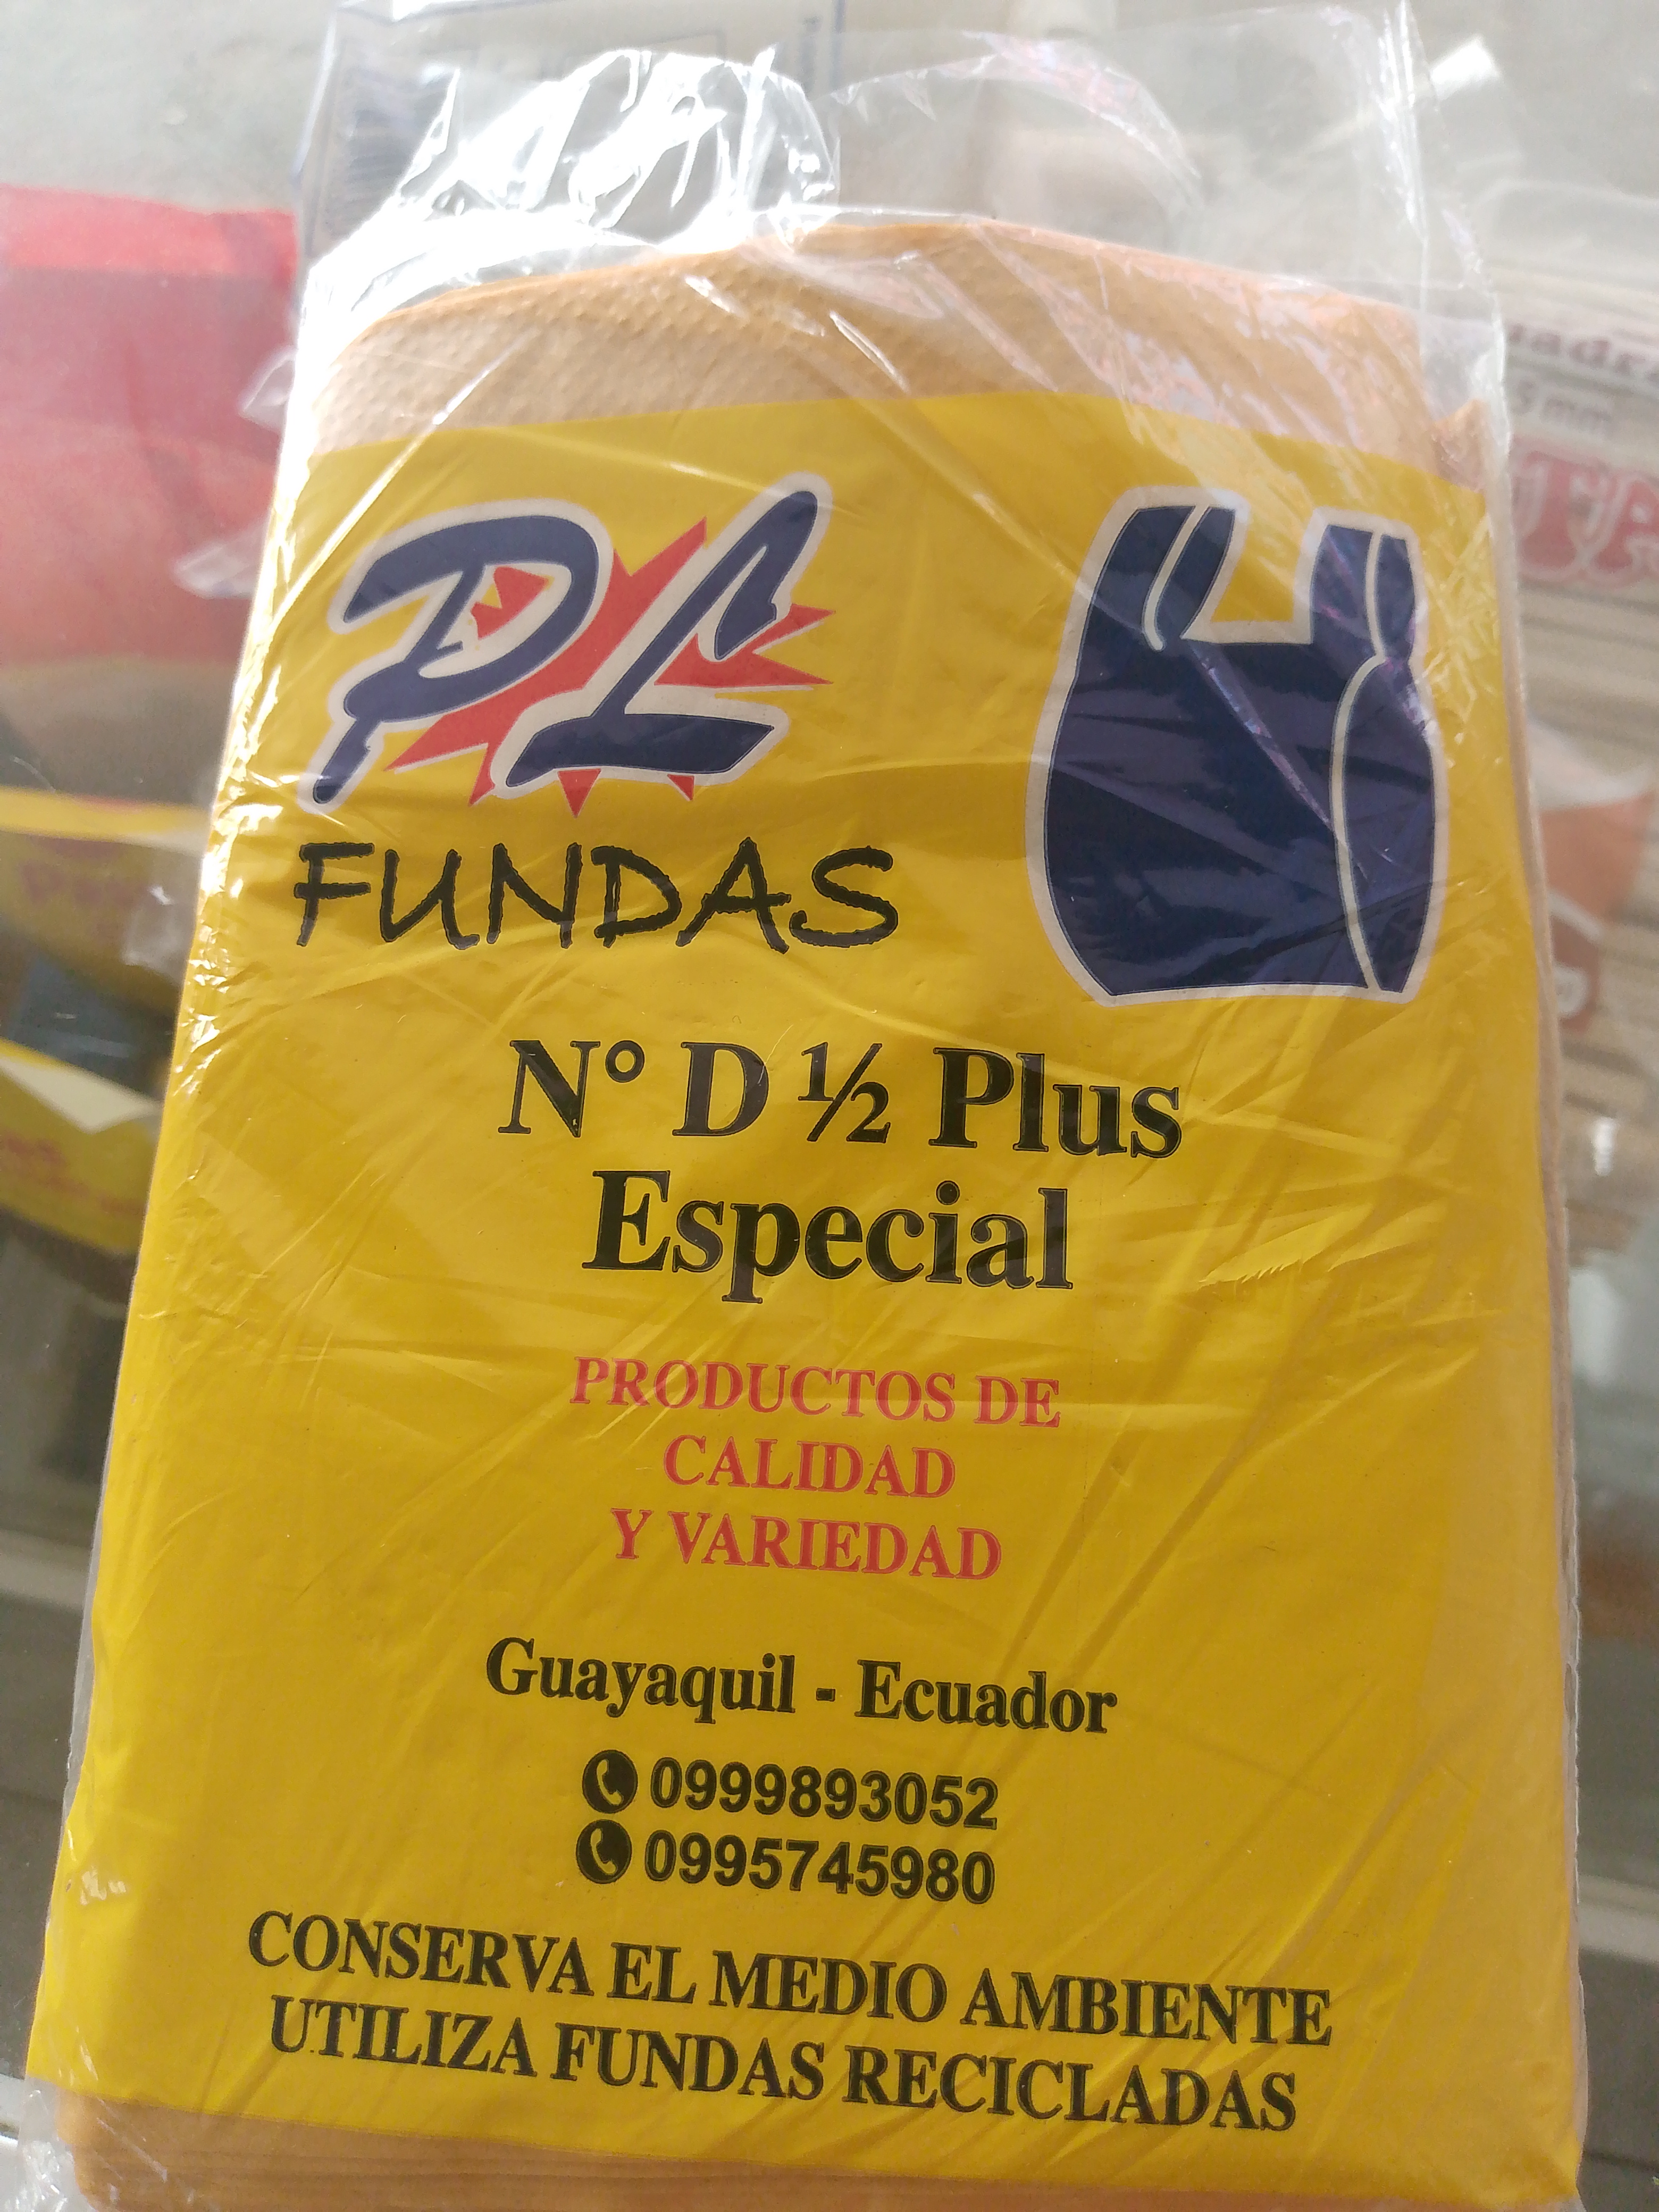 PL
FUNDAS
N° D ½ Plus
Especial
PRODUCTOS DE
CALIDAD
Y VARIEDAD
Guayaquil - Ecuador
0999893052
0995745980
CONSERVA EL MEDIO AMBIENTE
UTILIZA FUNDAS RECICLADAS